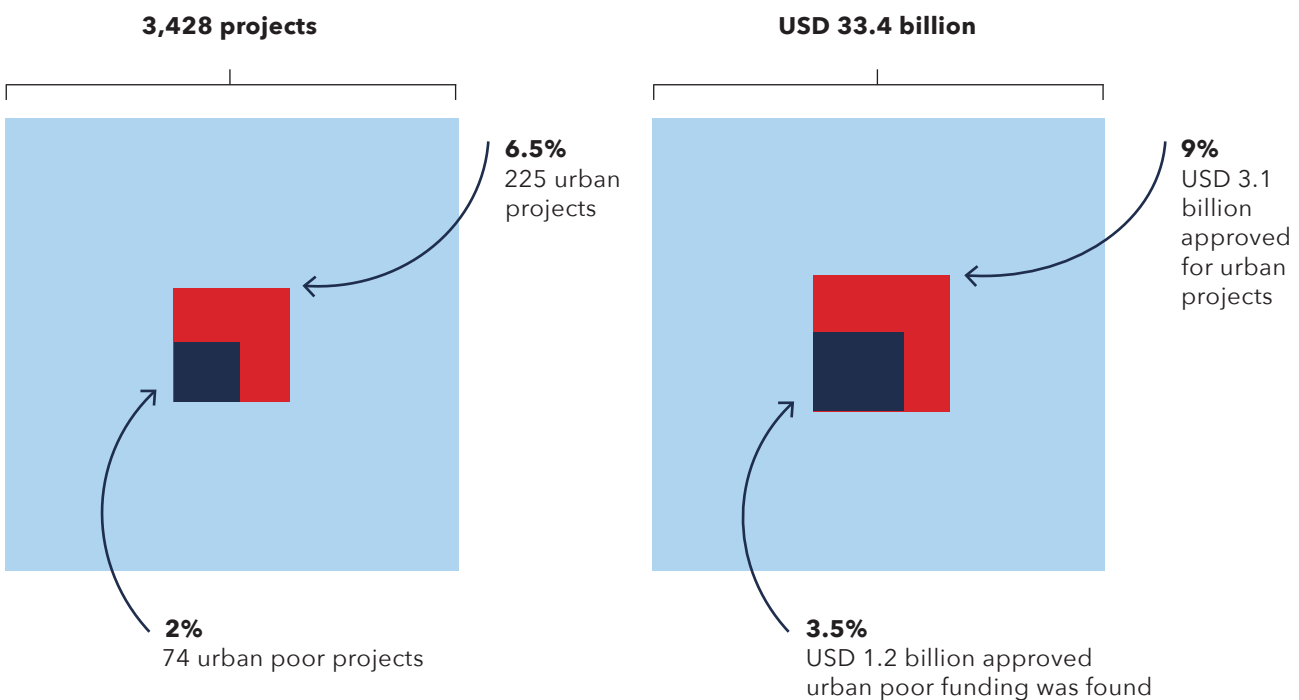 3,428 projects
6.5%
225 urban
projects
2%
74 urban poor projects
USD 33.4 billion
9%
USD 3.1
billion
approved
for urban
projects
3.5%
USD 1.2 billion approved
urban poor funding was found